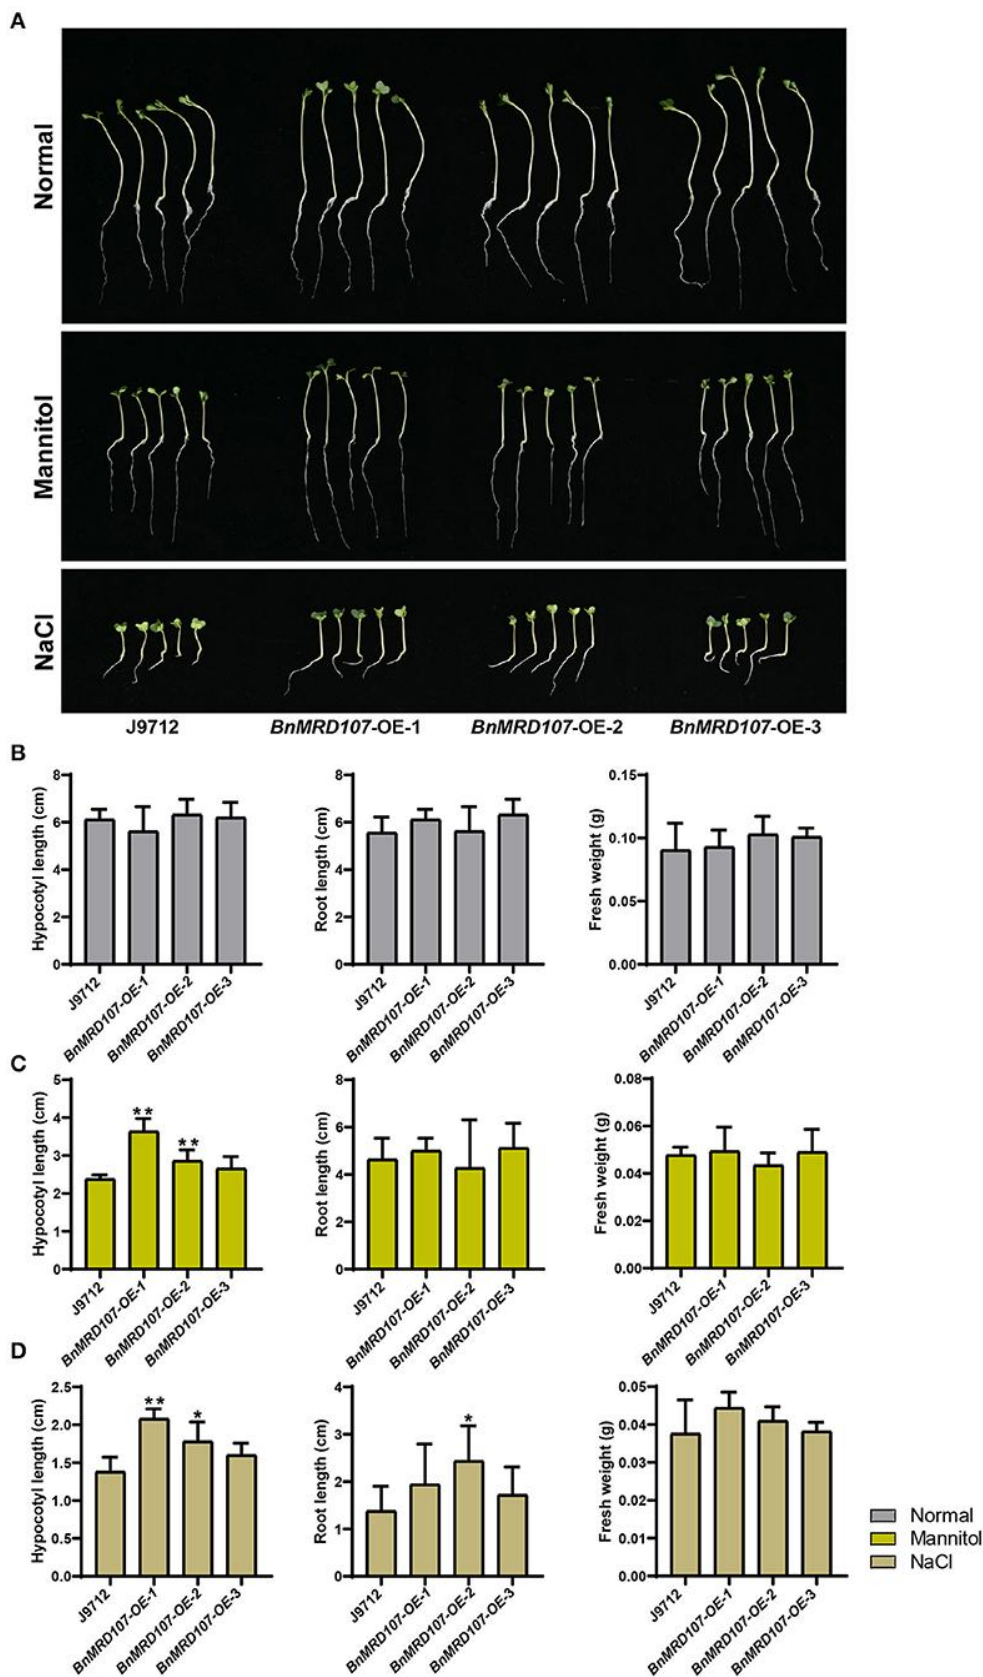 A
Normal
Mannitol
NaCl
J9712 BnMRD107-OE-1 BnMRD107-OE-2 BnMRD107-OE-3
B
Hypocotyl length (cm)
8
6
4
2
0
J9712
BnMRD107-OE-1
BnMRD107-OE-2
BnMRD107-OE-3
Root length (cm)
8
6
4
2
0
J9712
BnMRD107-OE-1
BnMRD107-OE-2
BnMRD107-OE-3
Fresh weight (g)
0.15
0.10
0.05
0.00
J9712
BnMRD107-OE-1
BnMRD107-OE-2
BnMRD107-OE-3
C
Hypocotyl length (cm)
5
4
3
2
1
0
**
**
J9712
BnMRD107-OE-1
BnMRD107-OE-2
BnMRD107-OE-3
Root length (cm)
8
6
4
2
0
J9712
BnMRD107-OE-1
BnMRD107-OE-2
BnMRD107-OE-3
Fresh weight (g)
0.08
0.06
0.04
0.02
0.00
J9712
BnMRD107-OE-1
BnMRD107-OE-2
BnMRD107-OE-3
D
Hypocotyl length (cm)
2.5
2.0
1.5
1.0
0.5
0.0
**
*
J9712
BnMRD107-OE-1
BnMRD107-OE-2
BnMRD107-OE-3
Root length (cm)
4
3
2
1
0
*
J9712
BnMRD107-OE-1
BnMRD107-OE-2
BnMRD107-OE-3
Fresh weight (g)
0.05
0.04
0.03
0.02
0.01
0.00
J9712
BnMRD107-OE-1
BnMRD107-OE-2
BnMRD107-OE-3
Normal
Mannitol
NaCl